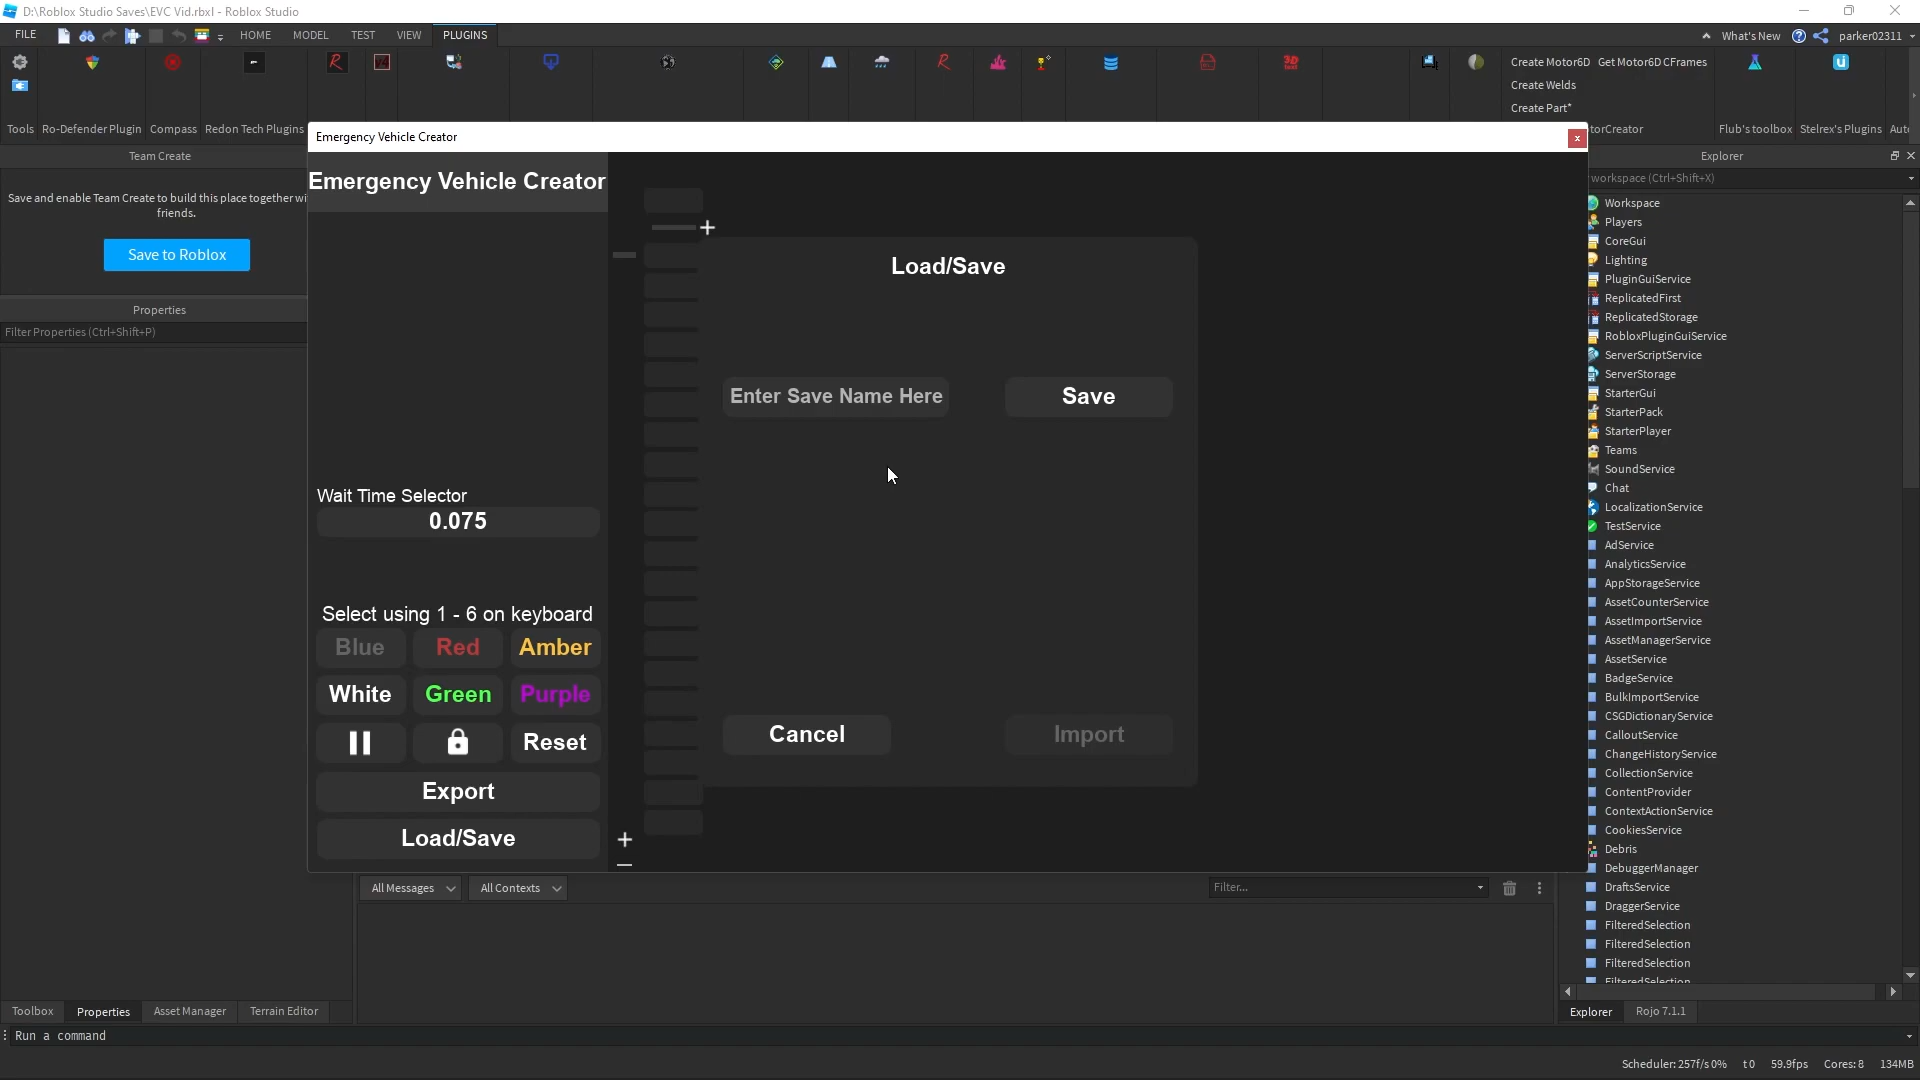 D:\Roblox Studio Saves\EVC Vid.rbxl - Roblox Studio
FILE
HOME
MODEL
TEST
VIEW
PLUGINS
What's New
parker02311
Create Motor6D
Get Motor6D CFrames
Create Welds
Create Part*
Tools
Ro-Defender Plugin
Compass
Redon Tech Plugins
torCreator
Flub's toolbox
Stelrex's Plugins
Team Create
Save and enable Team Create to build this place together wi
friends.
Save to Roblox
Properties
Filter Properties (Ctrl+Shift+P)
Emergency Vehicle Creator
Emergency Vehicle Creator
Wait Time Selector
0.075
Select using 1 - 6 on keyboard
Blue
Red
Amber
White
Green
Purple
Reset
Export
Load/Save
+
+
Load/Save
Enter Save Name Here
Save
Cancel
Import
Explorer
workspace (Ctrl+Shift+X)
Workspace
Players
CoreGui
Lighting
PluginGuiService
ReplicatedFirst
ReplicatedStorage
RobloxPluginGuiService
ServerScriptService
ServerStorage
StarterGui
StarterPack
StarterPlayer
Teams
SoundService
Chat
LocalizationService
TestService
AdService
AnalyticsService
AppStorageService
AssetCounterService
AssetImportService
AssetManagerService
AssetService
BadgeService
BulkImportService
CSGDictionaryService
CalloutService
ChangeHistoryService
CollectionService
ContentProvider
ContextActionService
CookiesService
Debris
DebuggerManager
DraftsService
DraggerService
FilteredSelection
FilteredSelection
FilteredSelection
FilteredSelection
All Messages
All Contexts
Filter...
Toolbox
Properties
Asset Manager
Terrain Editor
Explorer
Rojo 7.1.1
Run a command
Scheduler:257f/s 0%
t0
59.9fps
Cores: 8
134MB